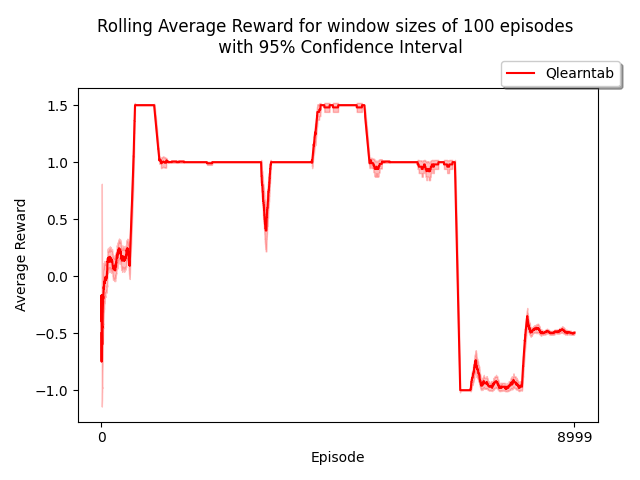 Rolling Average Reward for window sizes of 100 episodes
with 95% Confidence Interval
Qlearntab
1.5
1.0
0.5
0.0
−0.5
−1.0
Average Reward
0
8999
Episode